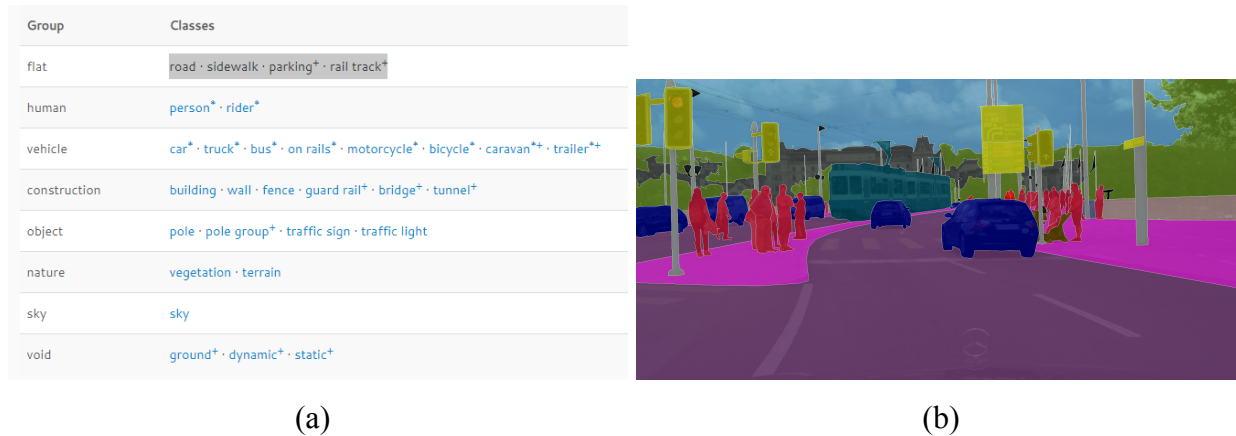 Group Classes
flat road · sidewalk · parking⁺ · rail track⁺
human person* · rider*
vehicle car* · truck* · bus* · on rails* · motorcycle* · bicycle* · caravan*⁺ · trailer*⁺
construction building · wall · fence · guard rail⁺ · bridge⁺ · tunnel⁺
object pole · pole group⁺ · traffic sign · traffic light
nature vegetation · terrain
sky sky
void ground⁺ · dynamic⁺ · static⁺
(a) (b)